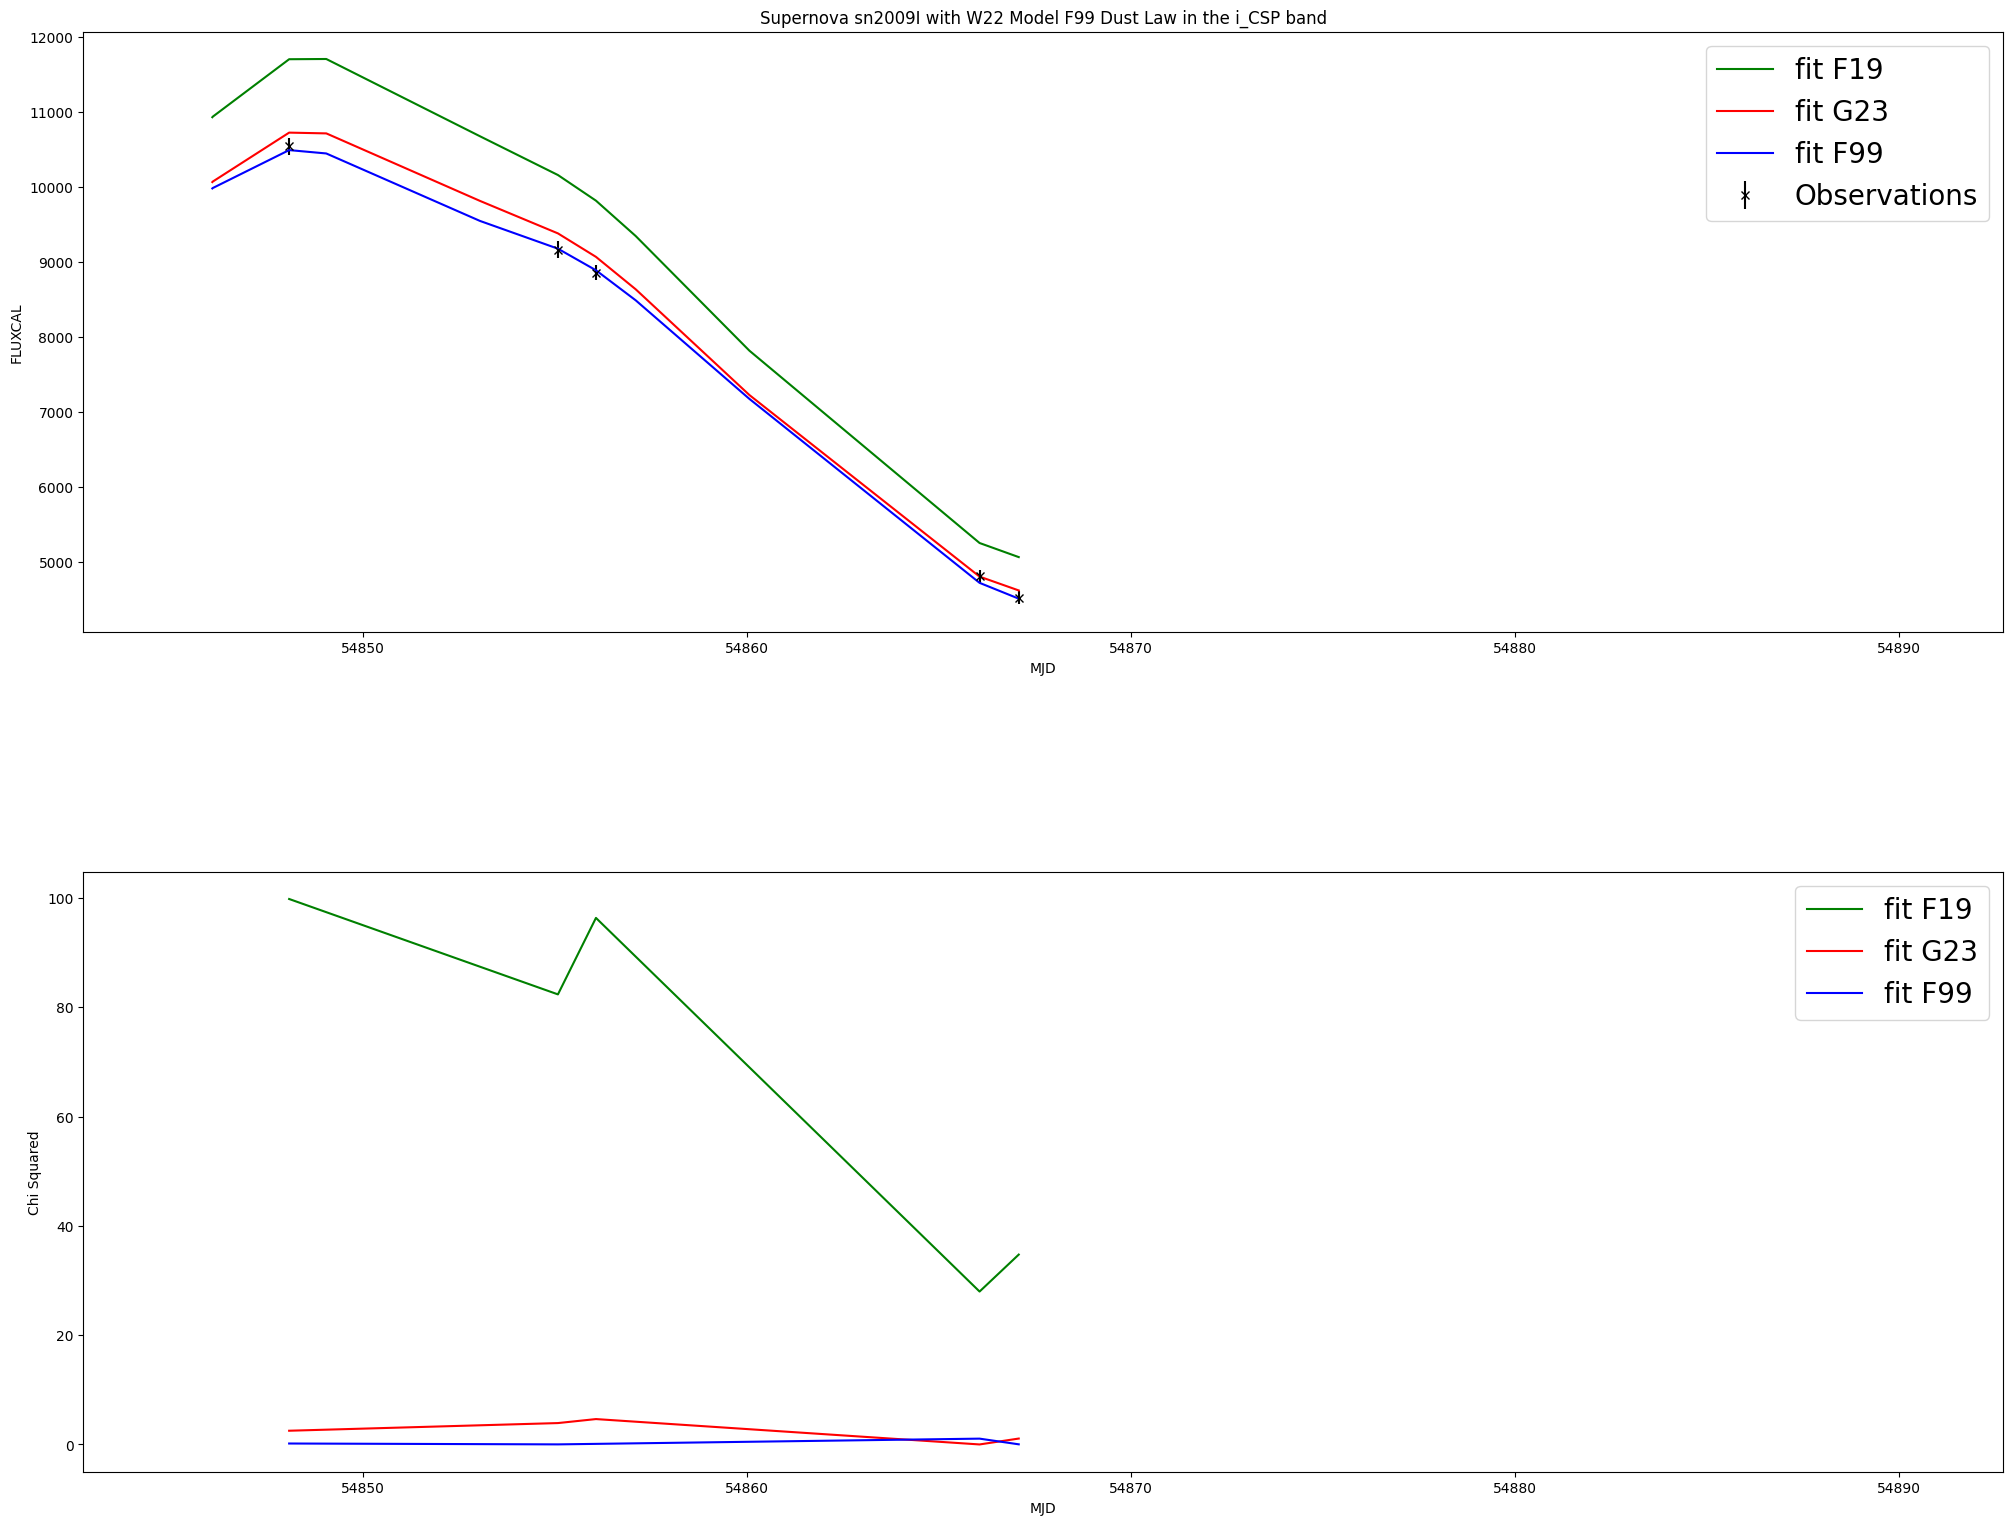 Supernova sn2009I with W22 Model F99 Dust Law in the i_CSP band
12000
11000
10000
9000
8000
7000
6000
5000
FLUXCAL
54850
54860
54870
54880
54890
MJD
fit F19
fit G23
fit F99
Observations
100
80
60
40
20
0
Chi Squared
54850
54860
54870
54880
54890
MJD
fit F19
fit G23
fit F99